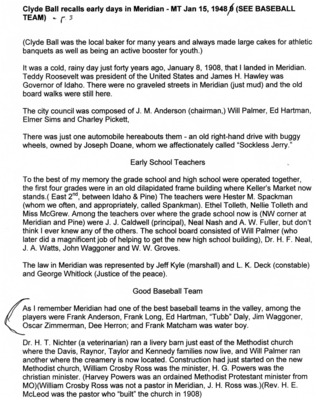 Clyde Ball recalls early days in Meridian - MT Jan 15, 1948 (SEE BASEBALL
TEAM) - r 3
(Clyde Ball was the local baker for many years and always made large cakes for athletic
banquets as well as being an active booster for youth.)
It was a cold, rainy day just forty years ago, January 8, 1908, that I landed in Meridian.
Teddy Roosevelt was president of the United States and James H. Hawley was
Governor of Idaho. There were no graveled streets in Meridian (just mud) and the old
board walks were still here.
The city council was composed of J. M. Anderson (chairman,) Will Palmer, Ed Hartman,
Elmer Sims and Charley Pickett,
There was just one automobile hereabouts them - an old right-hand drive with buggy
wheels, owned by Joseph Doane, whom we affectionately called "Sockless Jerry."
Early School Teachers
To the best of my memory the grade school and high school were operated together,
the first four grades were in an old dilapidated frame building where Keller's Market now
stands.( East 2nd, between Idaho & Pine) The teachers were Hester M. Spackman
(whom we often, and appropriately, called Spankman). Ethel Tolleth, Nellie Tolleth and
Miss McGrew. Among the teachers over where the grade school now is (NW corner at
Meridian and Pine) were J. J. Caldwell (principal), Neal Nash and A. W. Fuller, but don't
think I ever knew any of the others. The school board consisted of Will Palmer (who
later did a magnificent job of helping to get the new high school building), Dr. H. F. Neal,
J. A. Watts, John Waggoner and W. W. Groves.
The law in Meridian was represented by Jeff Kyle (marshall) and L. K. Deck (constable)
and George Whitlock (Justice of the peace).
Good Baseball Team
As I remember Meridian had one of the best baseball teams in the valley, among the
players were Frank Anderson, Frank Long, Ed Hartman, "Tubb" Daly, Jim Waggoner,
Oscar Zimmerman, Dee Herron; and Frank Matcham was water boy.
Dr. H. T. Nichter (a veterinarian) ran a livery barn just east of the Methodist church
where the Davis, Raynor, Taylor and Kennedy families now live, and Will Palmer ran
another where the creamery is now located. Construction had just started on the new
Methodist church, William Crosby Ross was the minister, H. G. Powers was the
christian minister. (Harvey Powers was an ordained Methodist Protestant minister from
MO)(William Crosby Ross was not a pastor in Meridian, J. H. Ross was.)(Rev. H. E.
McLeod was the pastor who "built" the church in 1908)